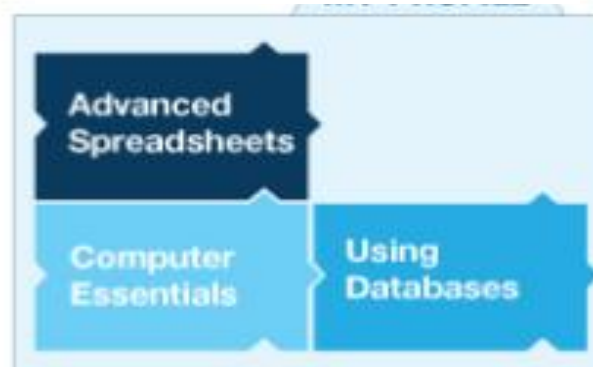 Advanced
Spreadsheets
Computer
Essentials
Using
Databases